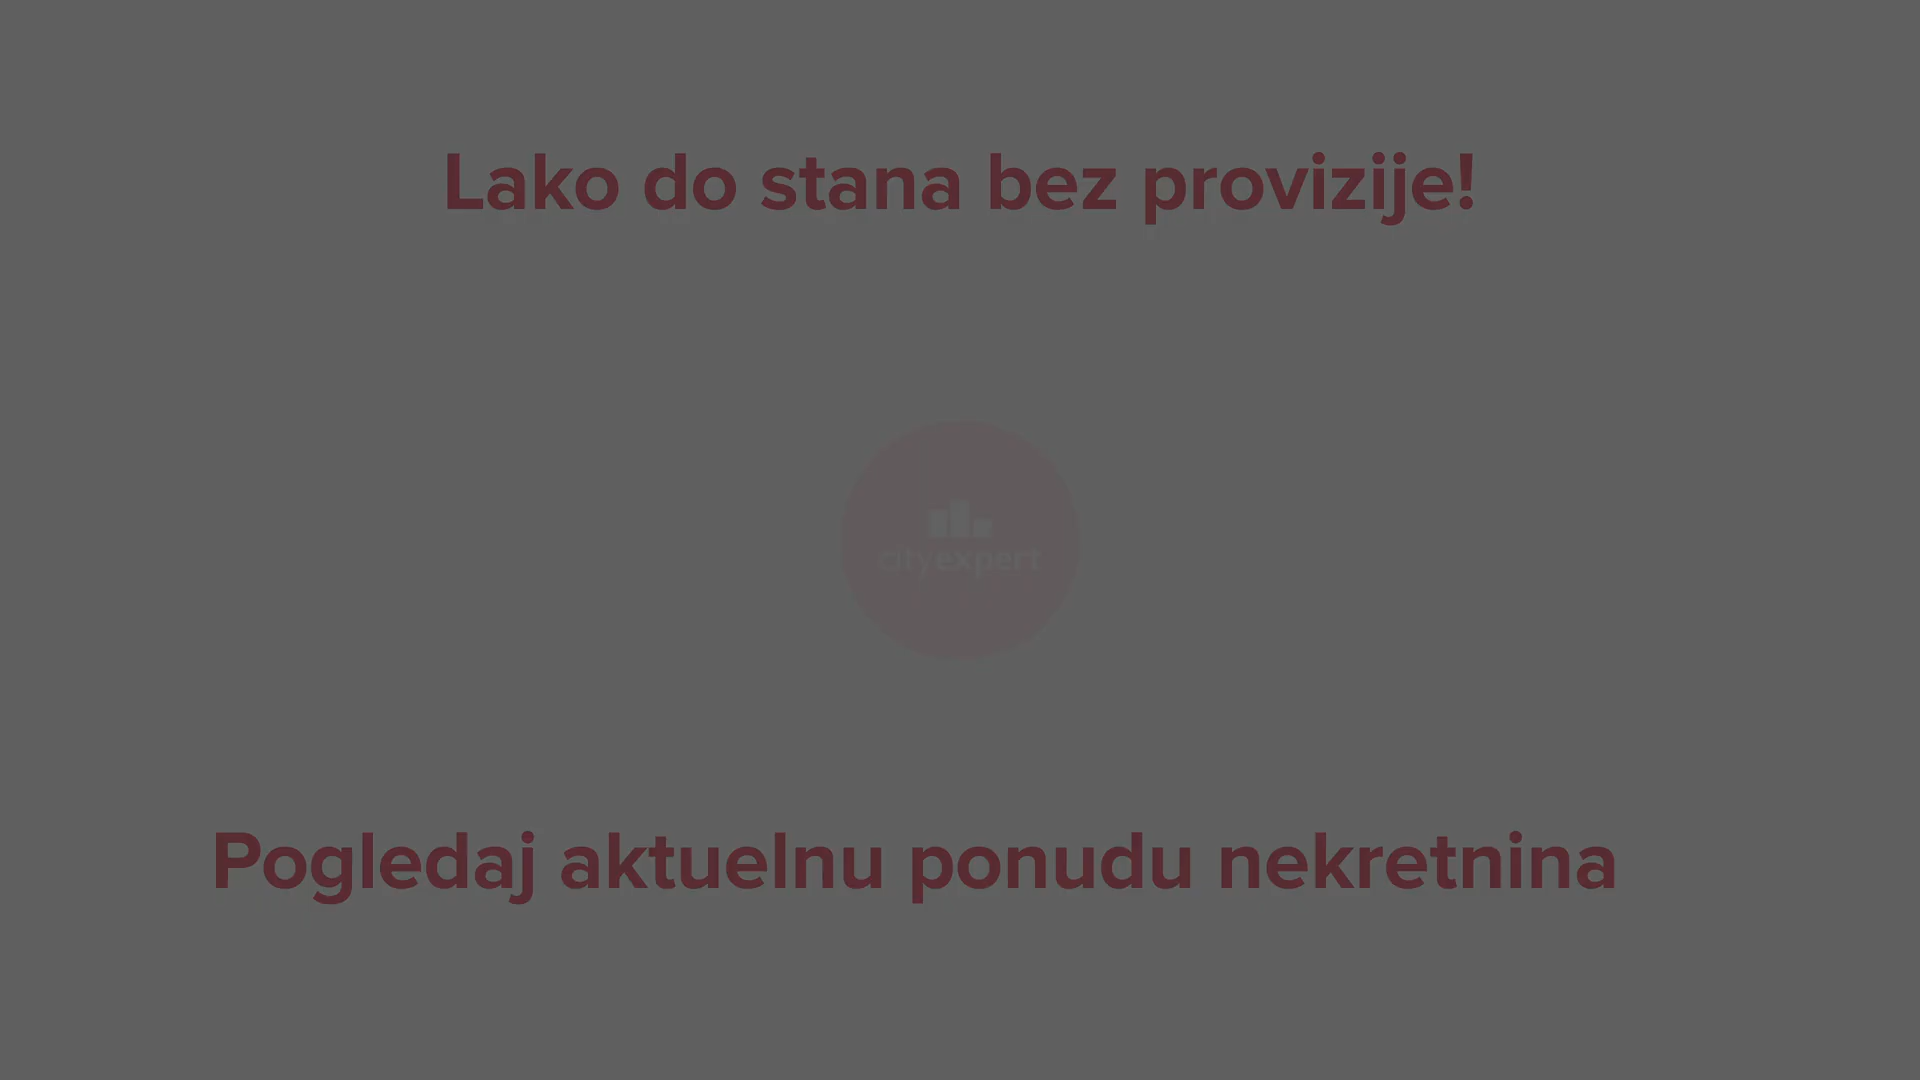 Lako do stana bez provizije!
cityexpert
Pogledaj aktuelnu ponudu nekretnina